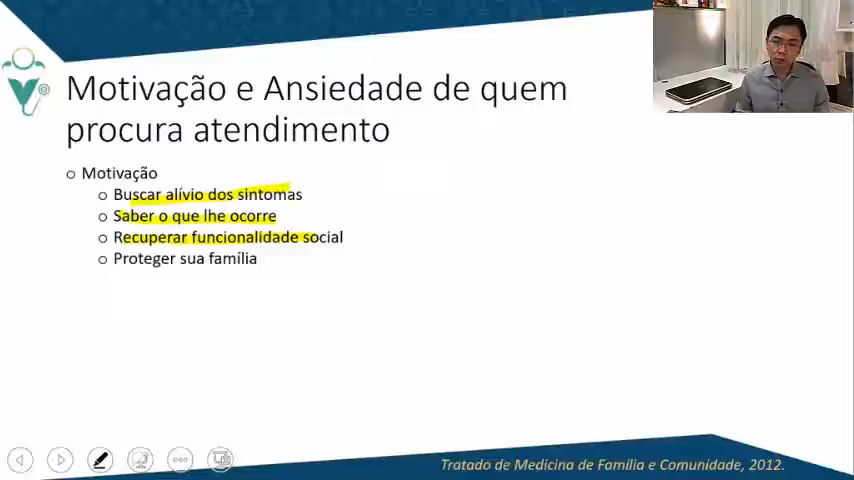 Motivação e Ansiedade de quem
procura atendimento
Motivação
Buscar alívio dos sintomas
Saber o que lhe ocorre
Recuperar funcionalidade social
Proteger sua família
Tratado de Medicina de Família e Comunidade, 2012.